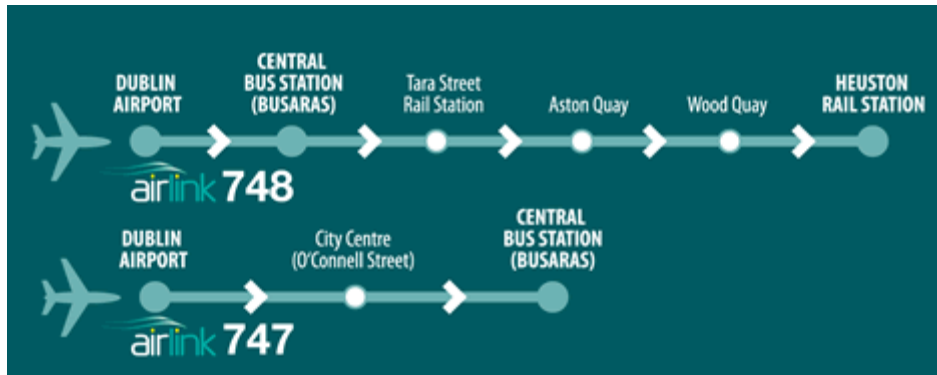 DUBLIN
AIRPORT
CENTRAL
BUS STATION
(BUSARAS)
Tara Street
Rail Station
Aston Quay
Wood Quay
HEUSTON
RAIL STATION
airlink 748
DUBLIN
AIRPORT
City Centre
(O'Connell Street)
CENTRAL
BUS STATION
(BUSARAS)
airlink 747